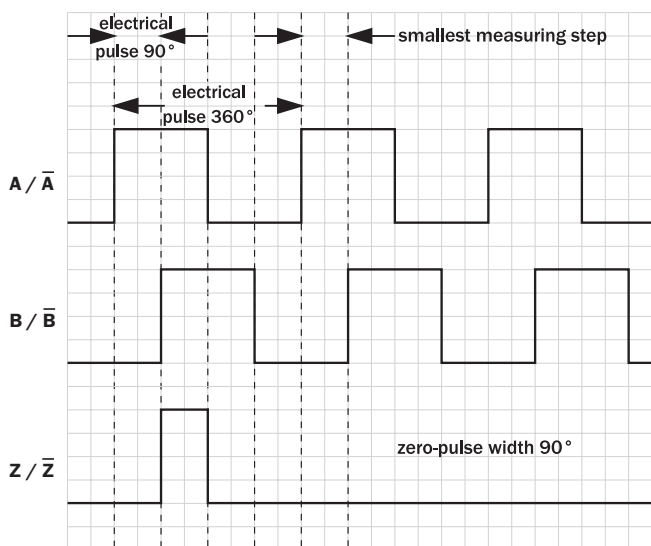 electrical
pulse 90°
smallest measuring step
electrical
pulse 360°
A / A̅
B / B̅
Z / Z̅
zero-pulse width 90°